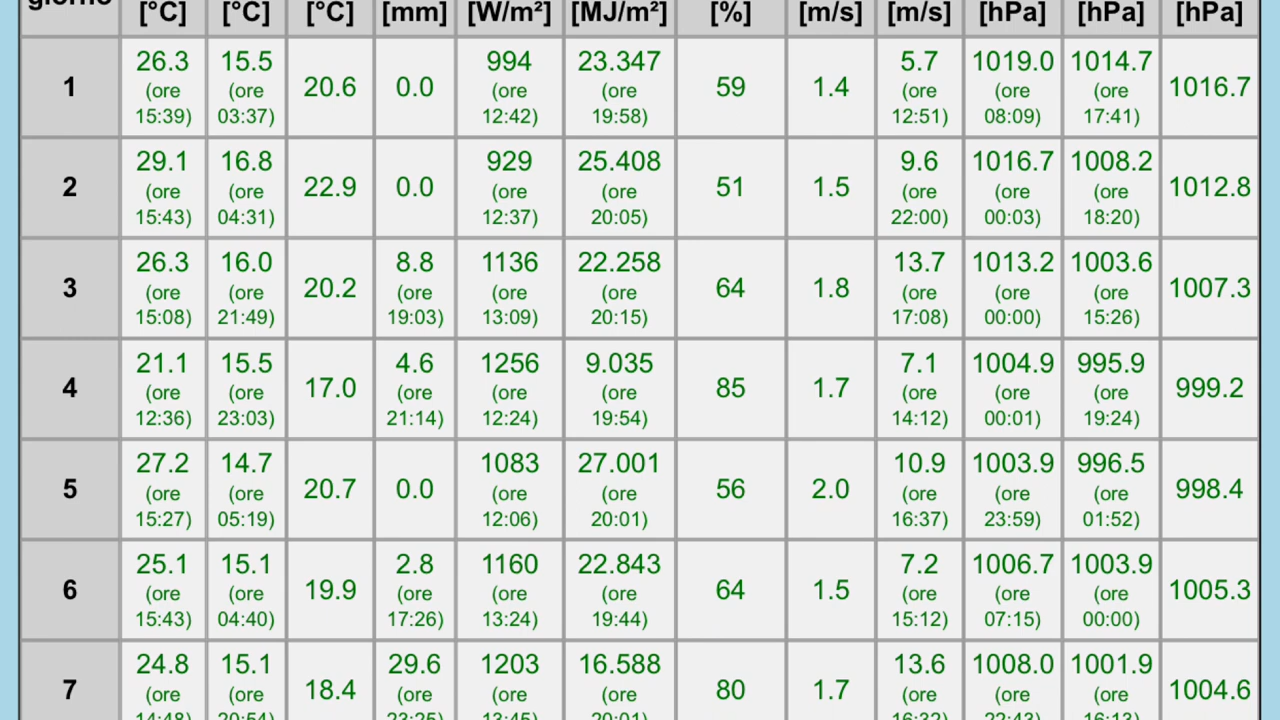 giorno [°C] [°C] [°C] [mm] [W/m²] [MJ/m²] [%] [m/s] [m/s] [hPa] [hPa] [hPa]
26.3 15.5 994 23.347 5.7 1019.0 1014.7
1 (ore (ore 20.6 0.0 (ore (ore 59 1.4 (ore (ore (ore 1016.7
15:39) 03:37) 12:42) 19:58) 12:51) 08:09) 17:41)
29.1 16.8 929 25.408 9.6 1016.7 1008.2
2 (ore (ore 22.9 0.0 (ore (ore 51 1.5 (ore (ore (ore 1012.8
15:43) 04:31) 12:37) 20:05) 22:00) 00:03) 18:20)
26.3 16.0 8.8 1136 22.258 13.7 1013.2 1003.6
3 (ore (ore 20.2 (ore (ore (ore 64 1.8 (ore (ore (ore 1007.3
15:08) 21:49) 19:03) 13:09) 20:15) 17:08) 00:00) 15:26)
21.1 15.5 4.6 1256 9.035 7.1 1004.9 995.9
4 (ore (ore 17.0 (ore (ore (ore 85 1.7 (ore (ore (ore 999.2
12:36) 23:03) 21:14) 12:24) 19:54) 14:12) 00:01) 19:24)
27.2 14.7 1083 27.001 10.9 1003.9 996.5
5 (ore (ore 20.7 0.0 (ore (ore 56 2.0 (ore (ore (ore 998.4
15:27) 05:19) 12:06) 20:01) 16:37) 23:59) 01:52)
25.1 15.1 2.8 1160 22.843 7.2 1006.7 1003.9
6 (ore (ore 19.9 (ore (ore (ore 64 1.5 (ore (ore (ore 1005.3
15:43) 04:40) 17:26) 13:24) 19:44) 15:12) 07:15) 00:00)
24.8 15.1 29.6 1203 16.588 13.6 1008.0 1001.9
7 (ore (ore 18.4 (ore (ore (ore 80 1.7 (ore (ore (ore 1004.6